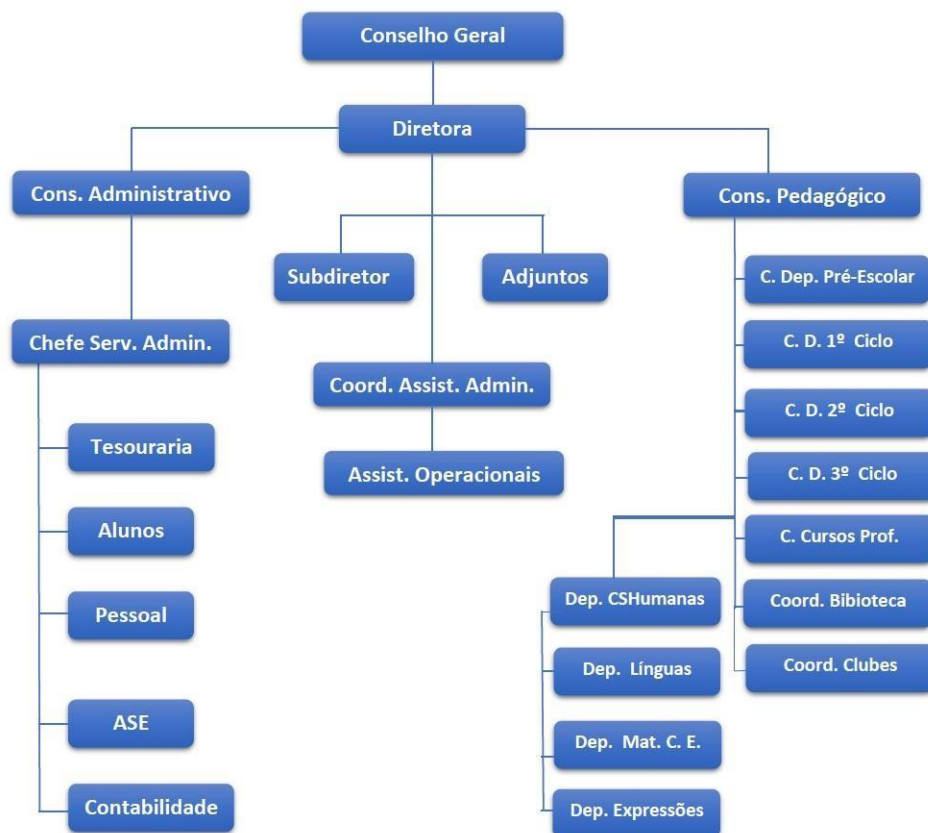 Conselho Geral
Diretora
Cons. Administrativo
Cons. Pedagógico
Subdiretor
Adjuntos
C. Dep. Pré-Escolar
Chefe Serv. Admin.
C. D. 1º Ciclo
Coord. Assist. Admin.
C. D. 2º Ciclo
Tesouraria
Assist. Operacionais
C. D. 3º Ciclo
Alunos
C. Cursos Prof.
Pessoal
Dep. CSHumanas
Coord. Bibioteca
Dep. Línguas
Coord. Clubes
ASE
Dep. Mat. C. E.
Contabilidade
Dep. Expressões